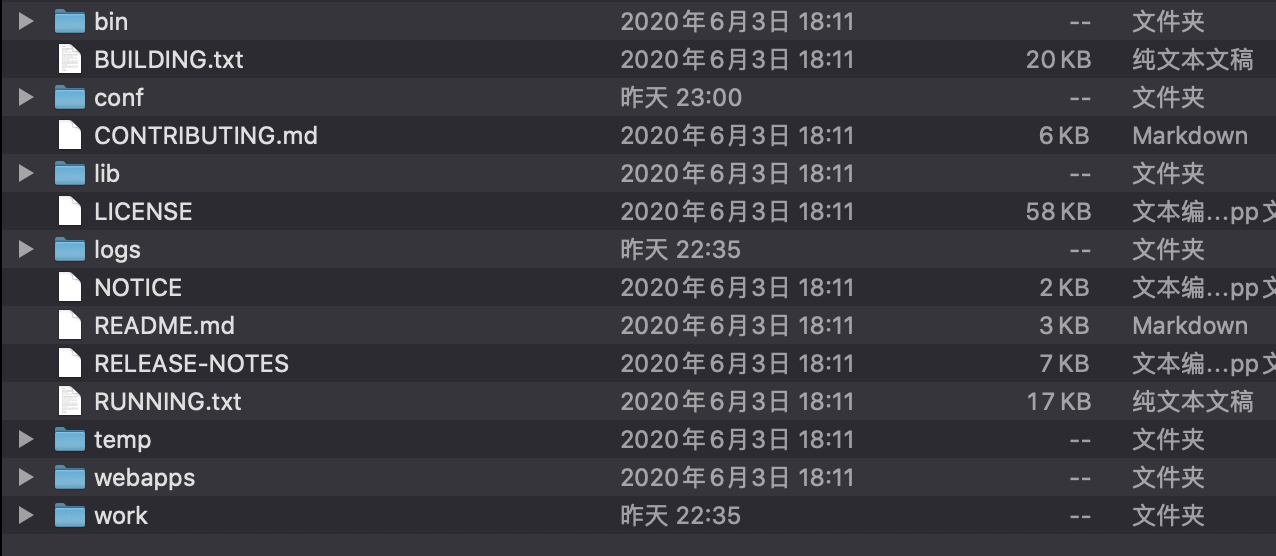 bin 2020年6月3日 18:11 -- 文件夹
BUILDING.txt 2020年6月3日 18:11 20 KB 纯文本文稿
conf 昨天 23:00 -- 文件夹
CONTRIBUTING.md 2020年6月3日 18:11 6 KB Markdown
lib 2020年6月3日 18:11 -- 文件夹
LICENSE 2020年6月3日 18:11 58 KB 文本编...pp文
logs 昨天 22:35 -- 文件夹
NOTICE 2020年6月3日 18:11 2 KB 文本编...pp文
README.md 2020年6月3日 18:11 3 KB Markdown
RELEASE-NOTES 2020年6月3日 18:11 7 KB 文本编...pp文
RUNNING.txt 2020年6月3日 18:11 17 KB 纯文本文稿
temp 2020年6月3日 18:11 -- 文件夹
webapps 2020年6月3日 18:11 -- 文件夹
work 昨天 22:35 -- 文件夹